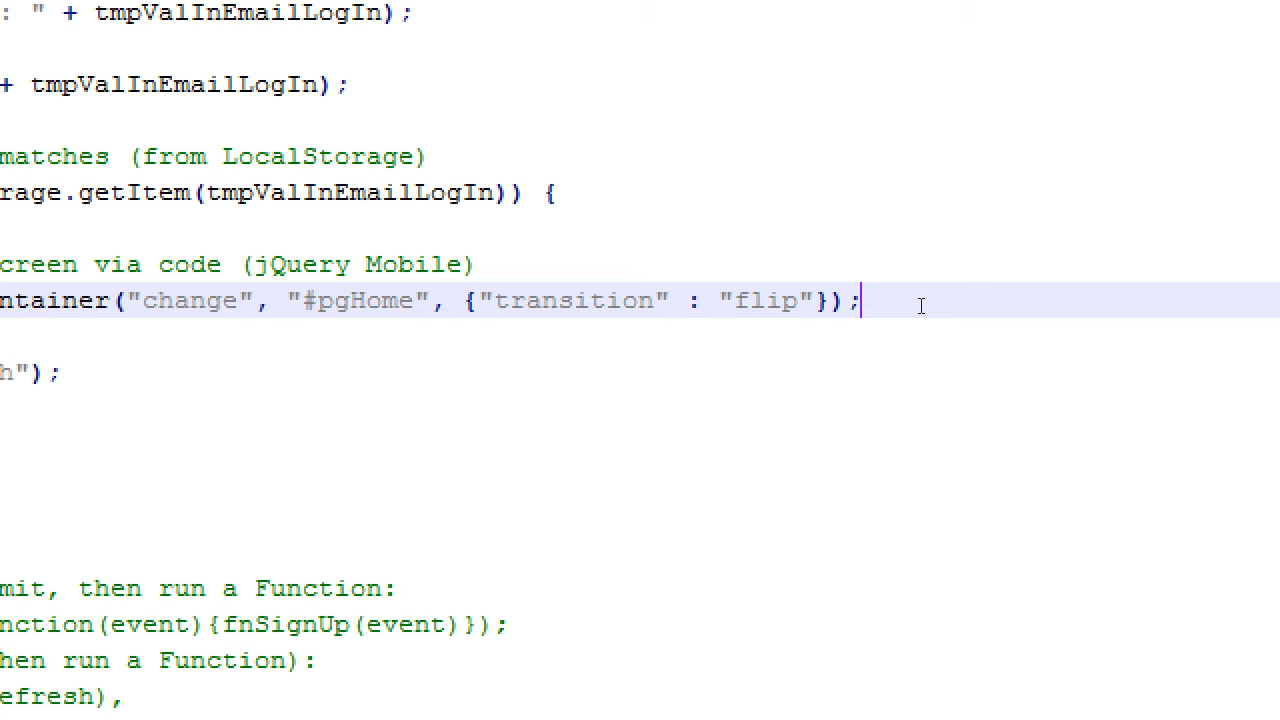 : " + tmpValInEmailLogIn);
+ tmpValInEmailLogIn);
matches (from LocalStorage)
rage.getItem(tmpValInEmailLogIn)) {
creen via code (jQuery Mobile)
ntainer("change", "#pgHome", {"transition" : "flip"});
h");
mit, then run a Function:
nction(event){fnSignUp(event)});
hen run a Function):
efresh),